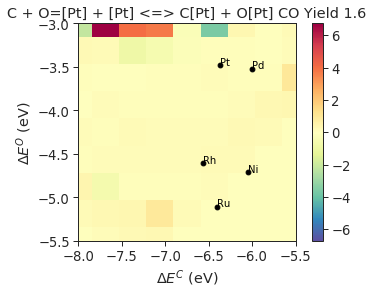 C + O=[Pt] + [Pt] <=> C[Pt] + O[Pt] CO Yield 1.6
−3.0
−3.5
−4.0
−4.5
−5.0
−5.5
ΔE^O (eV)
Pt
Pd
Rh
Ni
Ru
−8.0 −7.5 −7.0 −6.5 −6.0 −5.5
ΔE^C (eV)
6
4
2
0
−2
−4
−6